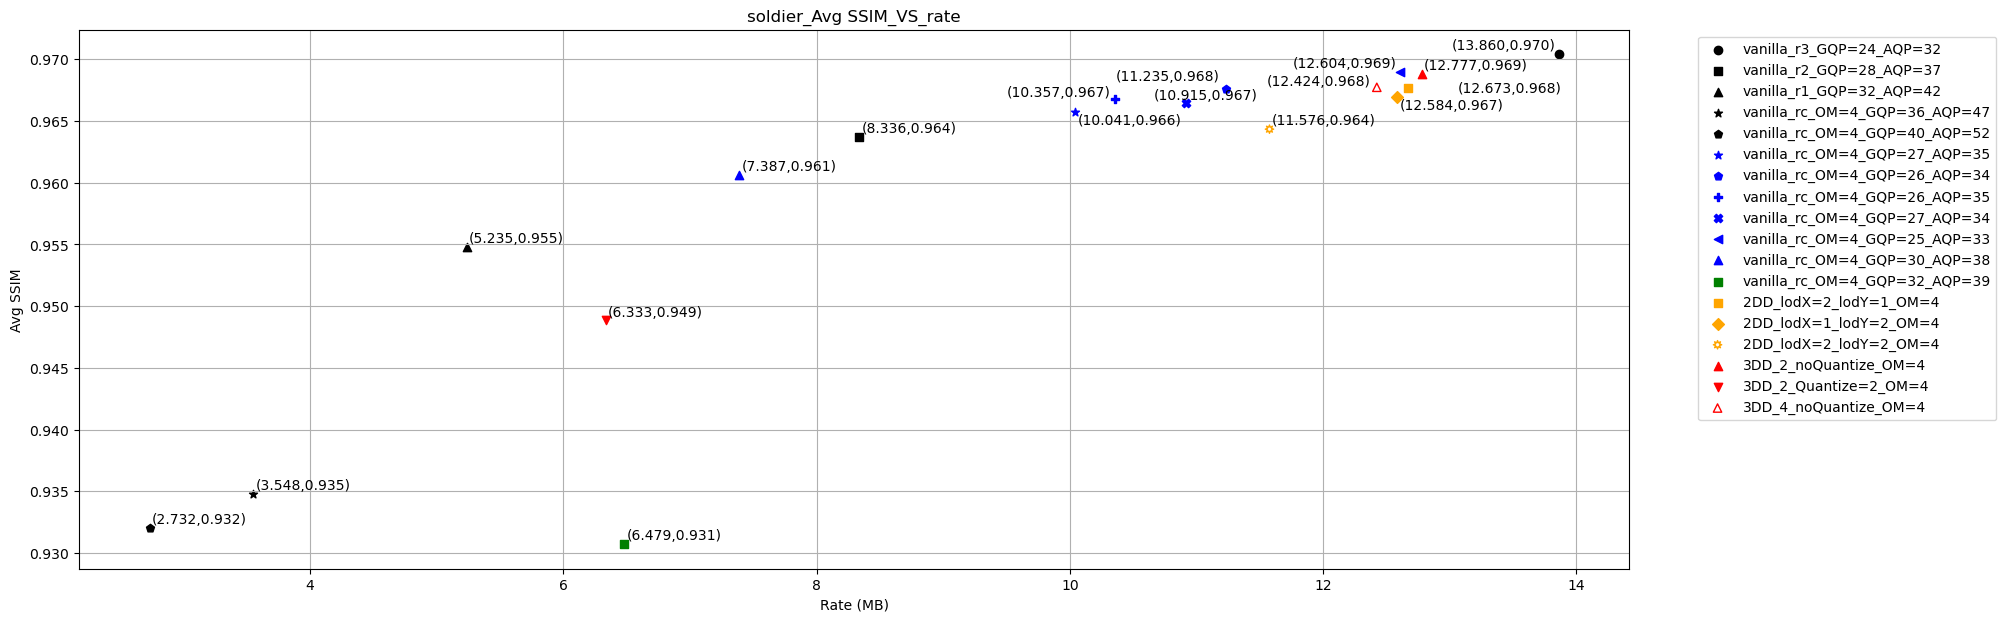 soldier_Avg SSIM_VS_rate
Avg SSIM
0.970
0.965
0.960
0.955
0.950
0.945
0.940
0.935
0.930
(13.860,0.970)
(12.604,0.969)
(12.777,0.969)
(11.235,0.968)
(12.424,0.968)
(12.673,0.968)
(10.357,0.967)
(10.915,0.967)
(12.584,0.967)
(10.041,0.966)
(11.576,0.964)
(8.336,0.964)
(7.387,0.961)
(5.235,0.955)
(6.333,0.949)
(3.548,0.935)
(2.732,0.932)
(6.479,0.931)
4
6
8
10
12
14
Rate (MB)
vanilla_r3_GQP=24_AQP=32
vanilla_r2_GQP=28_AQP=37
vanilla_r1_GQP=32_AQP=42
vanilla_rc_OM=4_GQP=36_AQP=47
vanilla_rc_OM=4_GQP=40_AQP=52
vanilla_rc_OM=4_GQP=27_AQP=35
vanilla_rc_OM=4_GQP=26_AQP=34
vanilla_rc_OM=4_GQP=26_AQP=35
vanilla_rc_OM=4_GQP=27_AQP=34
vanilla_rc_OM=4_GQP=25_AQP=33
vanilla_rc_OM=4_GQP=30_AQP=38
vanilla_rc_OM=4_GQP=32_AQP=39
2DD_lodX=2_lodY=1_OM=4
2DD_lodX=1_lodY=2_OM=4
2DD_lodX=2_lodY=2_OM=4
3DD_2_noQuantize_OM=4
3DD_2_Quantize=2_OM=4
3DD_4_noQuantize_OM=4